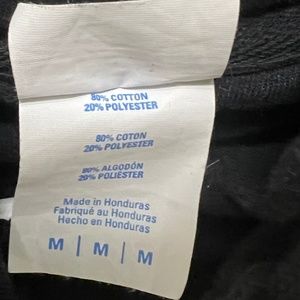 80% COTTON
20% POLYESTER
80% COTON
20% POLYESTER
80% ALGODÓN
20% POLIÉSTER
Made in Honduras
Fabriqué au Honduras
Hecho en Honduras
M | M | M